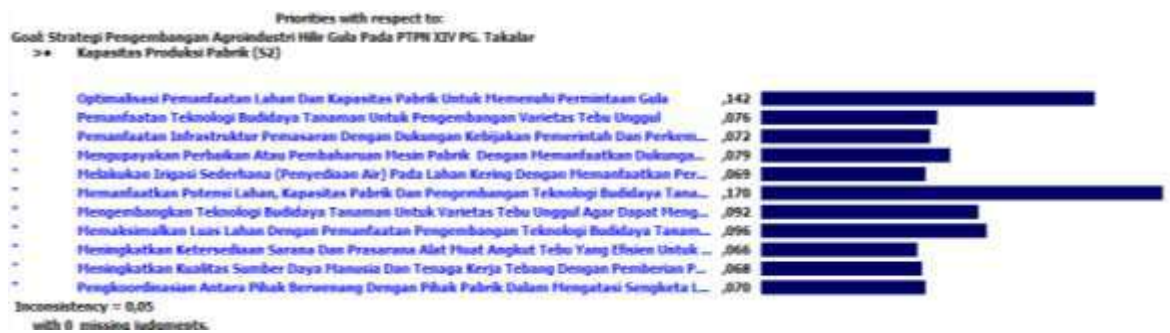 Priorities with respect to:
Goal: Strategi Pengembangan Agroindustri Hilir Gula Pada PTPN XIV PG. Takalar
>• Kapasitas Produksi Pabrik (S2)
Optimalisasi Pemanfaatan Lahan Dan Kapasitas Pabrik Untuk Memenuhi Permintaan Gula ,142
Pemanfaatan Teknologi Budidaya Tanaman Untuk Pengembangan Varietas Tebu Unggul ,076
Pemanfaatan Infrastruktur Pemasaran Dengan Dukungan Kebijakan Pemerintah Dan Perkem... ,072
Mengupayakan Perbaikan Atau Pembaharuan Mesin Pabrik Dengan Memanfaatkan Dukunga... ,079
Melakukan Irigasi Sederhana (Penyediaan Air) Pada Lahan Kering Dengan Memanfaatkan Per... ,069
Memanfaatkan Potensi Lahan, Kapasitas Pabrik Dan Pengembangan Teknologi Budidaya Tana... ,170
Mengembangkan Teknologi Budidaya Tanaman Untuk Varietas Tebu Unggul Agar Dapat Meng... ,092
Memaksimalkan Luas Lahan Dengan Pemanfaatan Pengembangan Teknologi Budidaya Tanam... ,096
Meningkatkan Ketersediaan Sarana Dan Prasarana Alat Muat Angkut Tebu Yang Efisien Untuk ... ,066
Meningkatkan Kualitas Sumber Daya Manusia Dan Tenaga Kerja Tebang Dengan Pemberian P... ,068
Pengkoordinasian Antara Pihak Berwenang Dengan Pihak Pabrik Dalam Mengatasi Sengketa L... ,070
Inconsistency = 0,05
with 0 missing judgments.